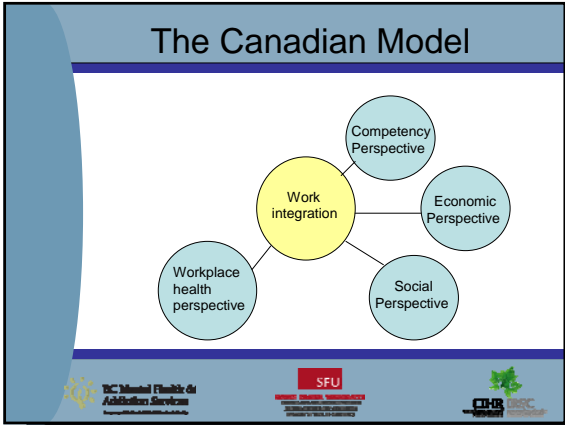 The Canadian Model
Competency
Perspective
Work
integration
Economic
Perspective
Workplace
health
perspective
Social
Perspective
BC Mental Health &
Addiction Services
SFU
CIHR IRSC